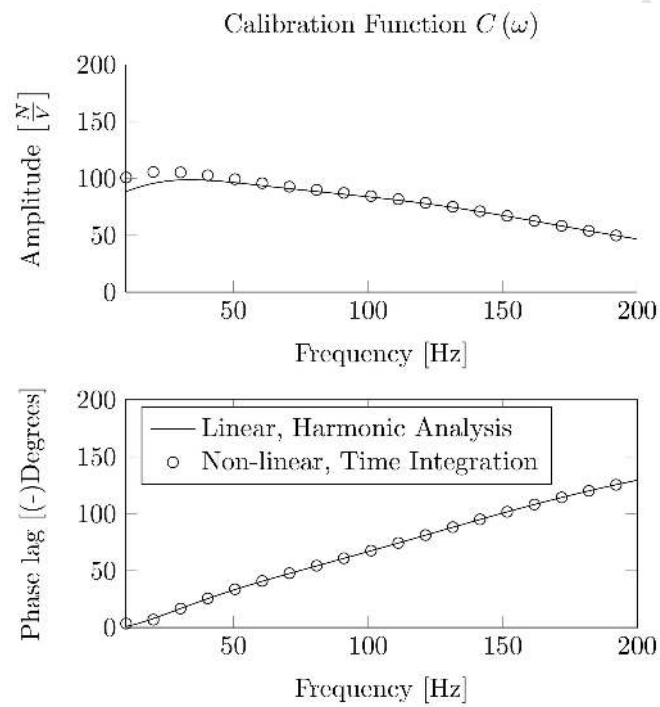 Calibration Function C (ω)
200
150
100
50
0
Amplitude [N/V]
50
100
150
200
Frequency [Hz]
200
150
100
50
0
Phase lag [(-)Degrees]
Linear, Harmonic Analysis
Non-linear, Time Integration
50
100
150
200
Frequency [Hz]